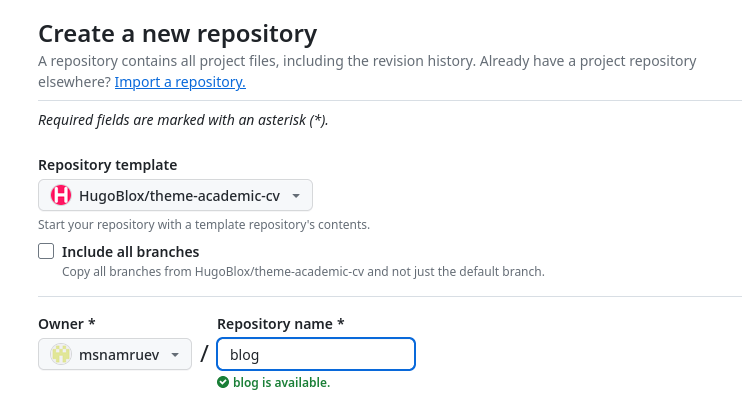 Create a new repository
A repository contains all project files, including the revision history. Already have a project repository
elsewhere? Import a repository.
Required fields are marked with an asterisk (*).
Repository template
HugoBlox/theme-academic-cv
Start your repository with a template repository's contents.
Include all branches
Copy all branches from HugoBlox/theme-academic-cv and not just the default branch.
Owner * Repository name *
msnamruev / blog
blog is available.